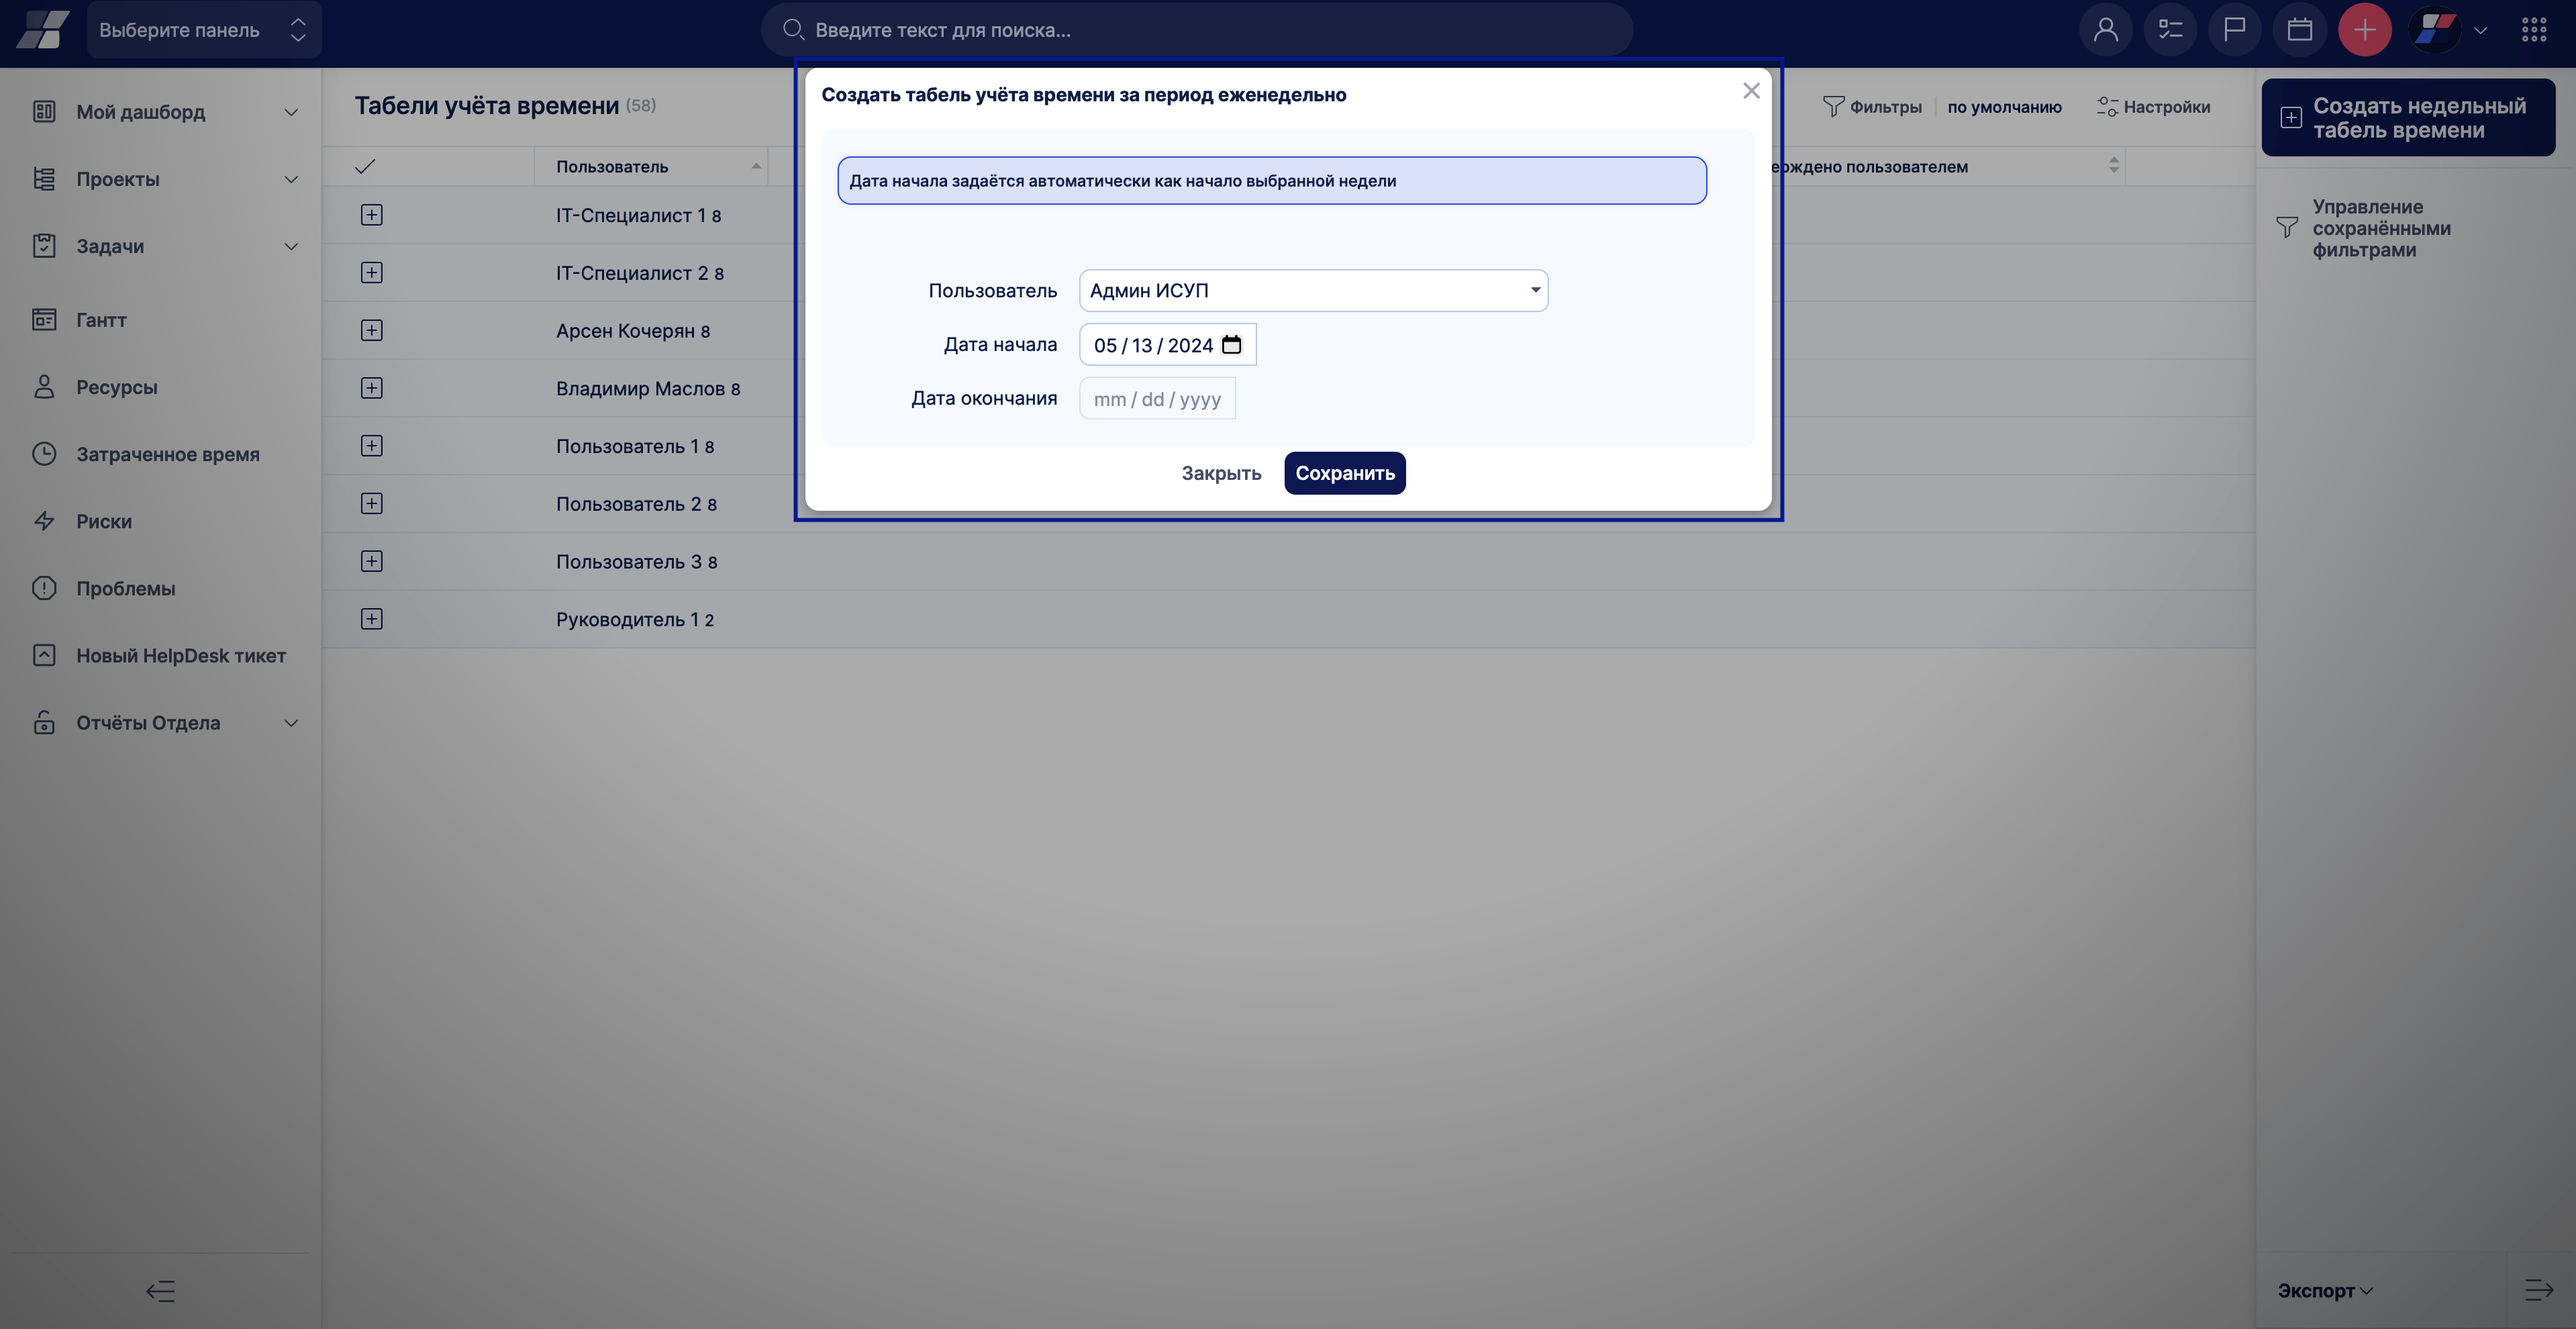 Выберите панель
Введите текст для поиска...
Мой дашборд
Проекты
Задачи
Гантт
Ресурсы
Затраченное время
Риски
Проблемы
Новый HelpDesk тикет
Отчёты Отдела
Табели учёта времени (58)
Фильтры
по умолчанию
Настройки
Пользователь
ерждено пользователем
IT-Специалист 1 8
IT-Специалист 2 8
Арсен Кочерян 8
Владимир Маслов 8
Пользователь 1 8
Пользователь 2 8
Пользователь 3 8
Руководитель 1 2
Создать табель учёта времени за период еженедельно
Дата начала задаётся автоматически как начало выбранной недели
Пользователь Админ ИСУП
Дата начала 05 / 13 / 2024
Дата окончания mm / dd / yyyy
Закрыть Сохранить
Создать недельный
табель времени
Управление
сохранёнными
фильтрами
Экспорт